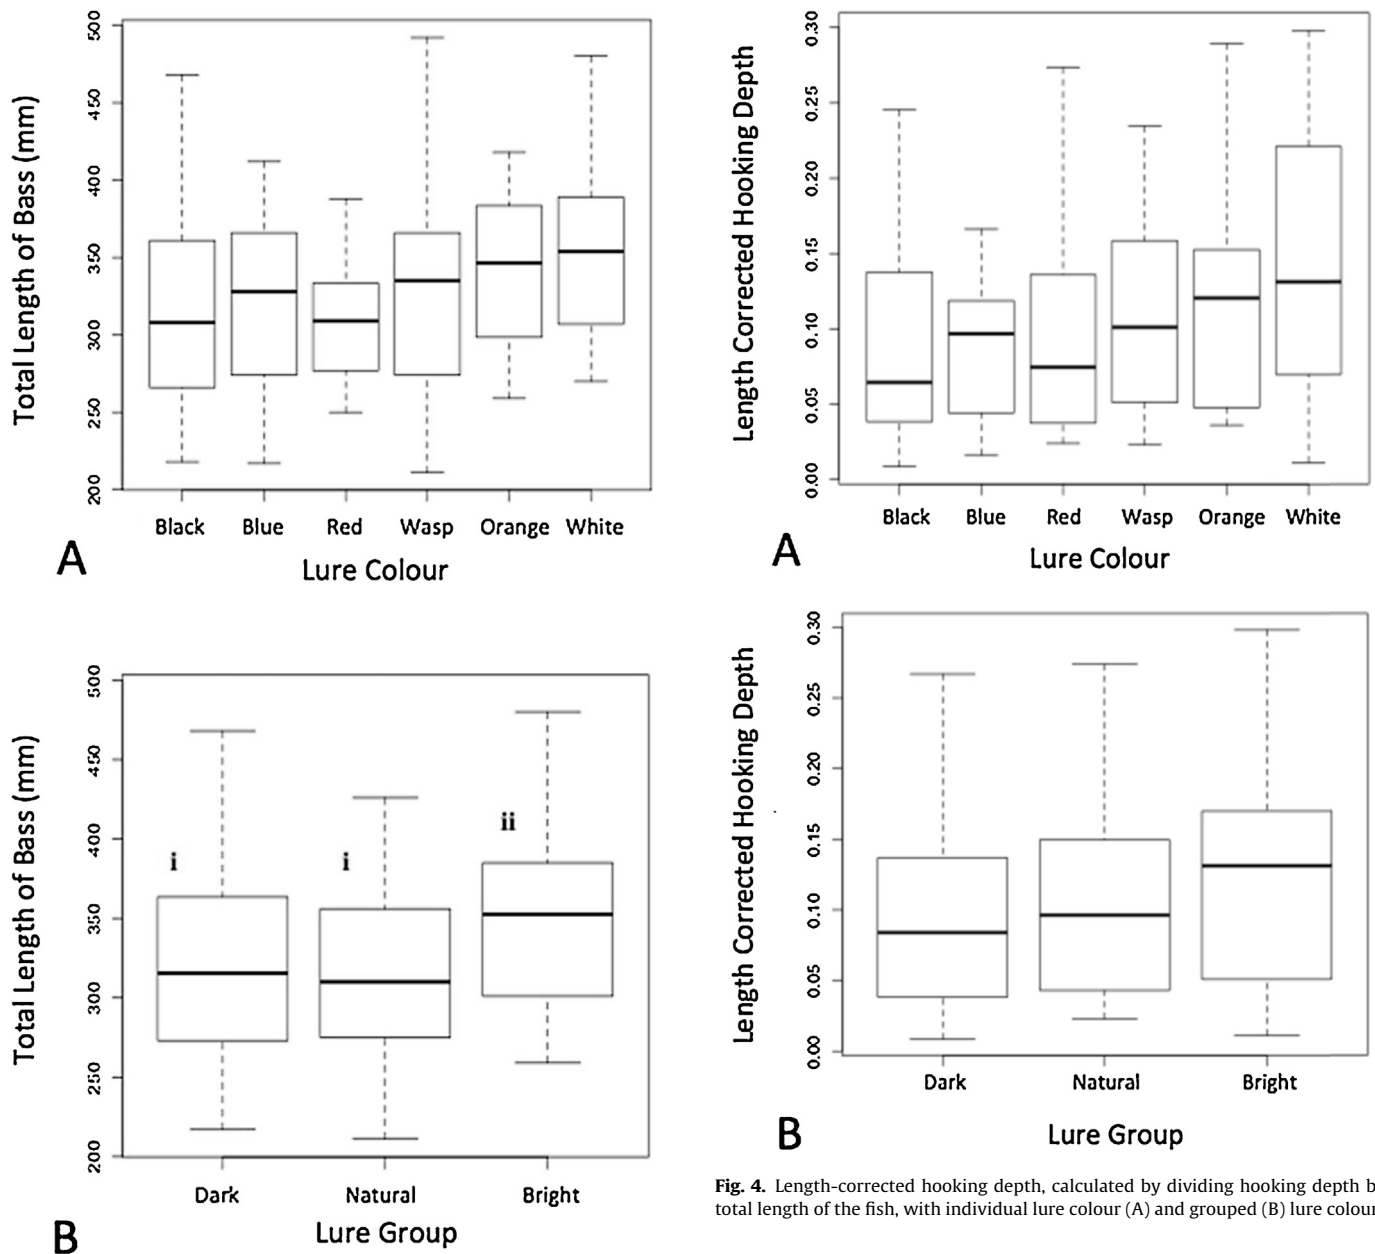 Total Length of Bass (mm)
500
450
400
350
300
250
200
Black Blue Red Wasp Orange White
Lure Colour
A
Total Length of Bass (mm)
500
450
400
350
300
250
200
i
i
ii
Dark Natural Bright
Lure Group
B
Length Corrected Hooking Depth
0.30
0.25
0.20
0.15
0.10
0.05
0.00
Black Blue Red Wasp Orange White
Lure Colour
A
Length Corrected Hooking Depth
0.30
0.25
0.20
0.15
0.10
0.05
0.00
Dark Natural Bright
Lure Group
B
Fig. 4. Length-corrected hooking depth, calculated by dividing hooking depth b
total length of the fish, with individual lure colour (A) and grouped (B) lure colour